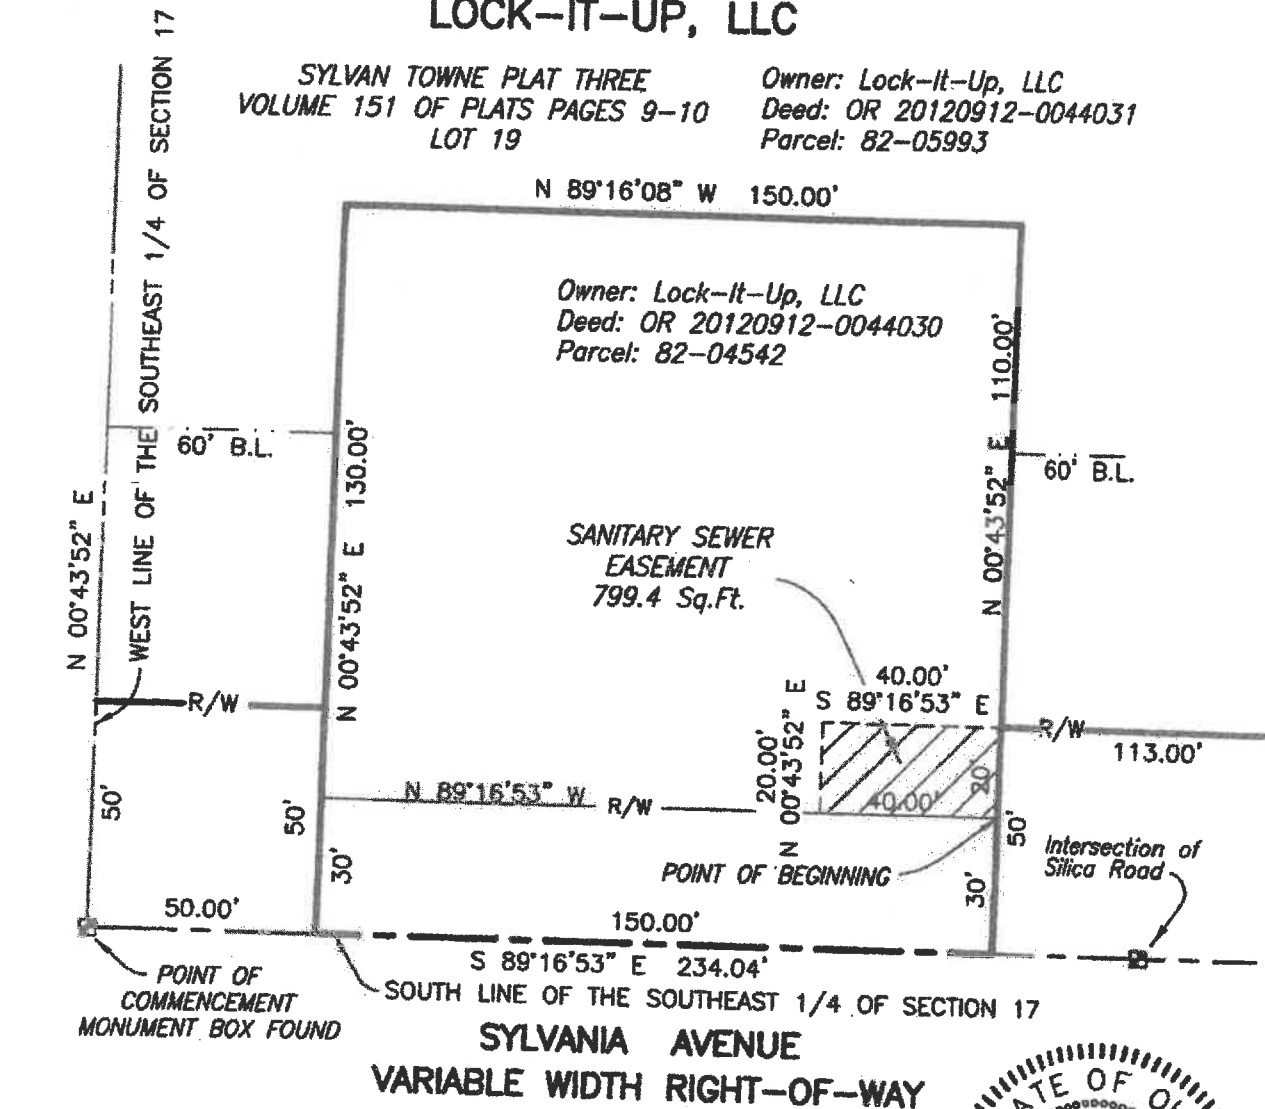 LOCK-IT-UP, LLC
SYLVAN TOWNE PLAT THREE
VOLUME 151 OF PLATS PAGES 9-10
LOT 19
Owner: Lock-It-Up, LLC
Deed: OR 20120912-0044031
Parcel: 82-05993
WEST LINE OF THE SOUTHEAST 1/4 OF SECTION 17
N 89°16'08" W 150.00'
Owner: Lock-It-Up, LLC
Deed: OR 20120912-0044030
Parcel: 82-04542
110.00'
N 00°43'52" E
60' B.L.
130.00'
N 00°43'52" E
60' B.L.
N 00°43'52" E
SANITARY SEWER
EASEMENT
799.4 Sq.Ft.
40.00'
S 89°16'53" E
R/W
R/W
113.00'
20.00'
N 00°43'52" E
20
40.00'
N 89°16'53" W R/W
50'
50'
30'
POINT OF BEGINNING
50'
30'
Intersection of
Silica Road
50.00'
150.00'
S 89°16'53" E 234.04'
POINT OF
COMMENCEMENT
MONUMENT BOX FOUND
SOUTH LINE OF THE SOUTHEAST 1/4 OF SECTION 17
SYLVANIA AVENUE
VARIABLE WIDTH RIGHT-OF-WAY
OF